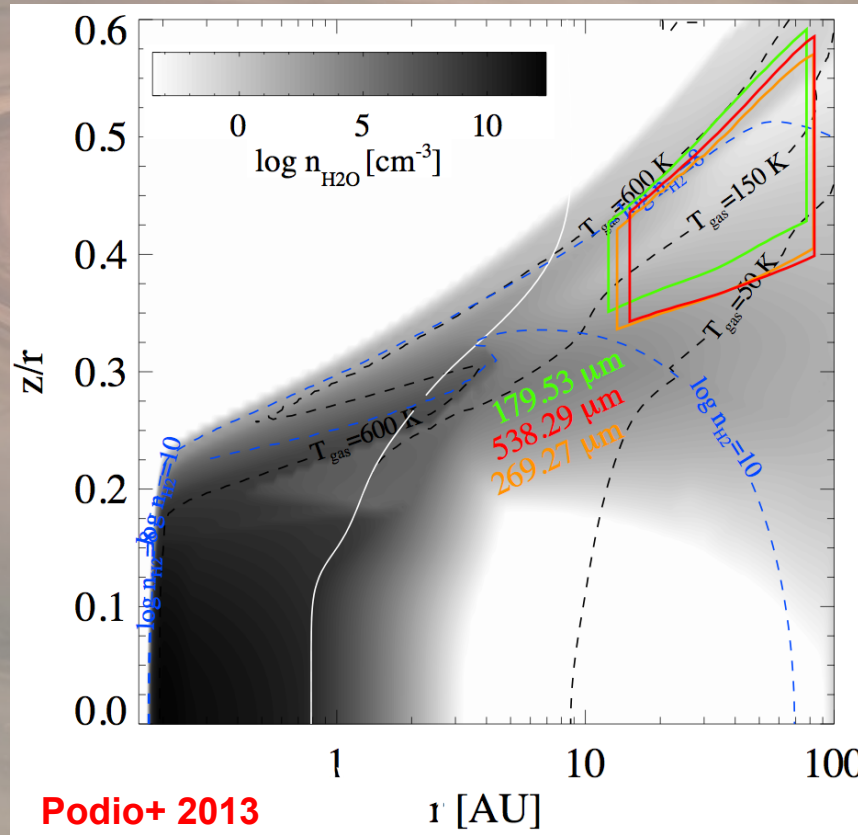 0.6
0.5
0.4
0.3
0.2
0.1
0.0
z/r
0 5 10
log n_H2O [cm^-3]
T_gas=600 K
T_gas=150 K
T_gas=50 K
179.53 μm
538.29 μm
269.27 μm
T_gas=600 K
log n_H2=10
log n_H2=10
1 10 100
r [AU]
Podio+ 2013